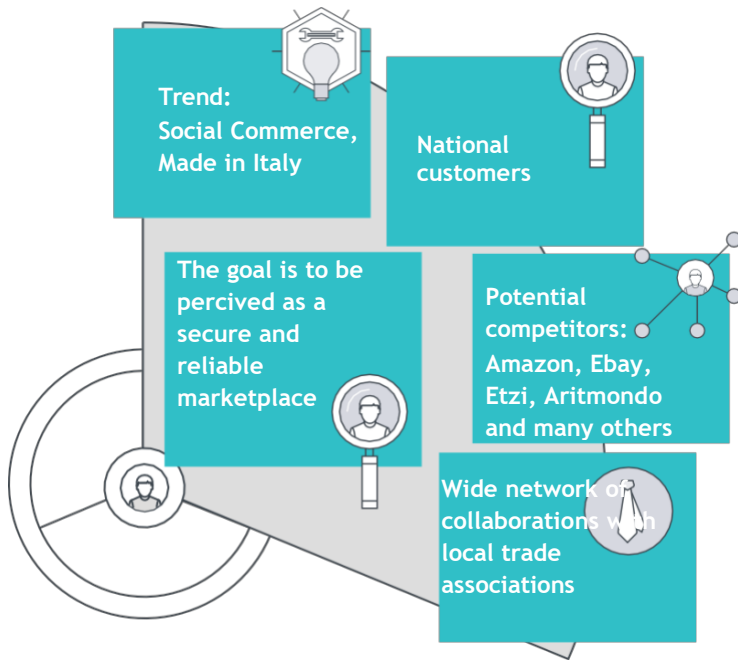 Trend:
Social Commerce,
Made in Italy
National
customers
The goal is to be
percived as a
secure and
reliable
marketplace
Potential
competitors:
Amazon, Ebay,
Etzi, Aritmondo
and many others
Wide network of
collaborations with
local trade
associations